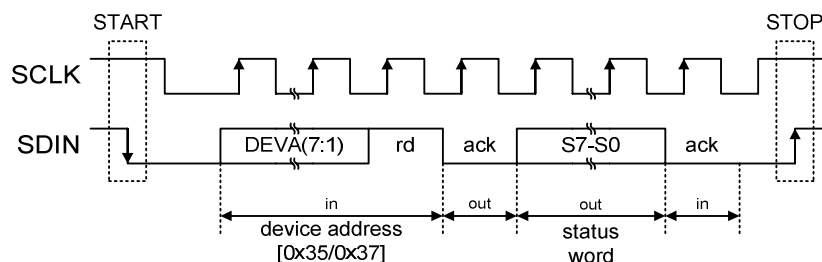 START STOP
SCLK
SDIN DEVA(7:1) rd ack S7-S0 ack
in out out in
device address status
[0x35/0x37] word